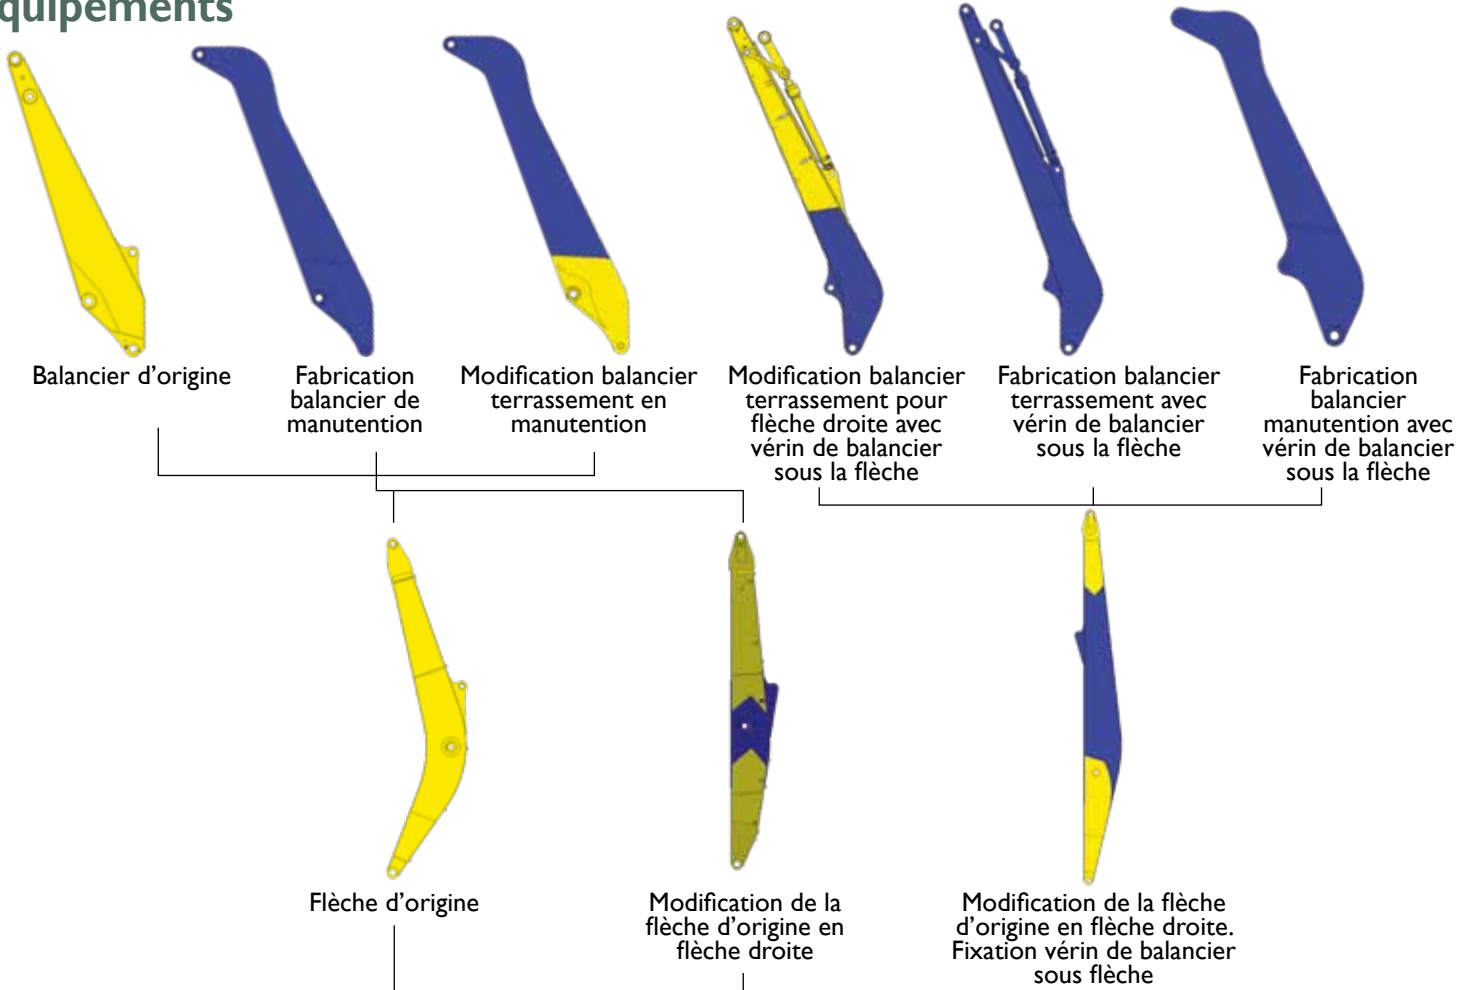 quipements
Balancier d'origine
Fabrication
balancier de
manutention
Modification balancier
terrassement en
manutention
Modification balancier
terrassement pour
flèche droite avec
vérin de balancier
sous la flèche
Fabrication balancier
terrassement avec
vérin de balancier
sous la flèche
Fabrication
balancier
manutention avec
vérin de balancier
sous la flèche
Flèche d'origine
Modification de la
flèche d'origine en
flèche droite
Modification de la flèche
d'origine en flèche droite.
Fixation vérin de balancier
sous flèche